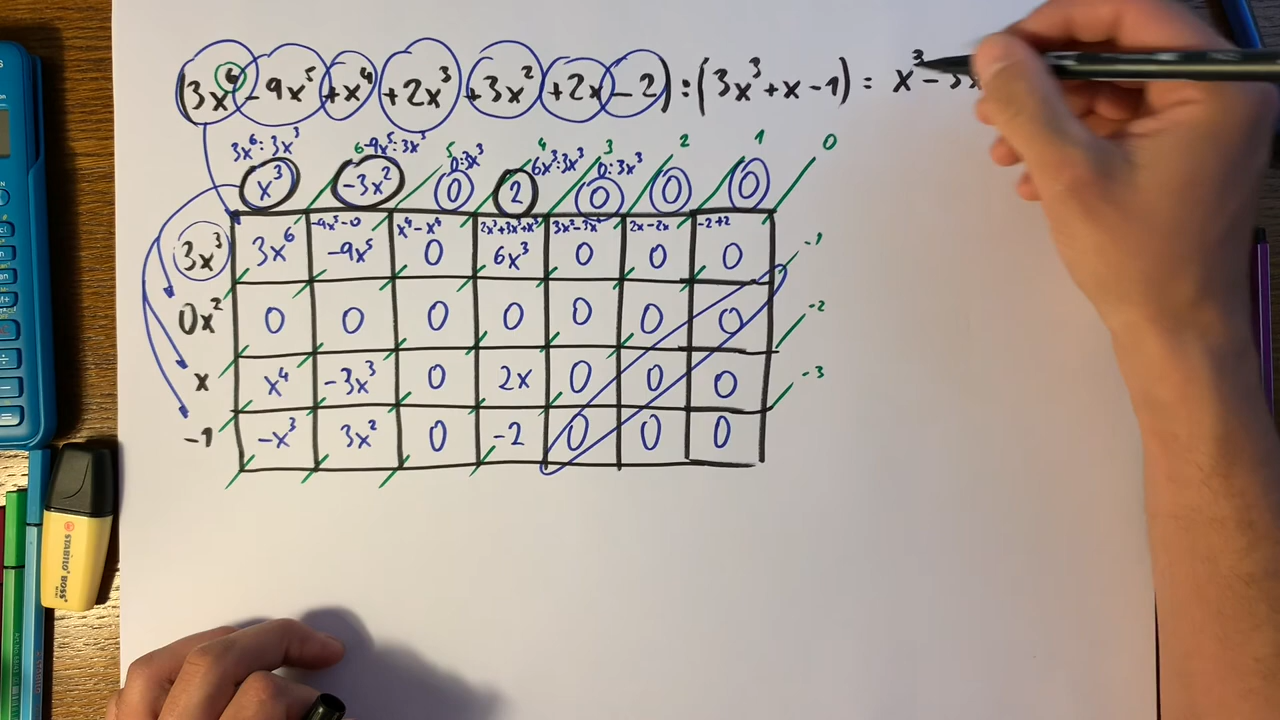 (3x⁶ - 9x⁵ + x⁴ + 2x³ + 3x² + 2x - 2) : (3x³ + x - 1) = x³ - 3x
3x⁶:3x³ -9x⁵:3x³ 0:3x³ 6x³:3x³ 0:3x³
6 5 4 3 2 1 0
x³ -3x² 0 2 0 0 0
-9x⁵-0 x⁴-x⁴ 2x³+3x³+x³ 3x²-3x² 2x-2x -2+2
3x³ 3x⁶ -9x⁵ 0 6x³ 0 0 0 -1
0x² 0 0 0 0 0 0 0 -2
x x⁴ -3x³ 0 2x 0 0 0 -3
-1 -x³ 3x² 0 -2 0 0 0
STABILO BOSS